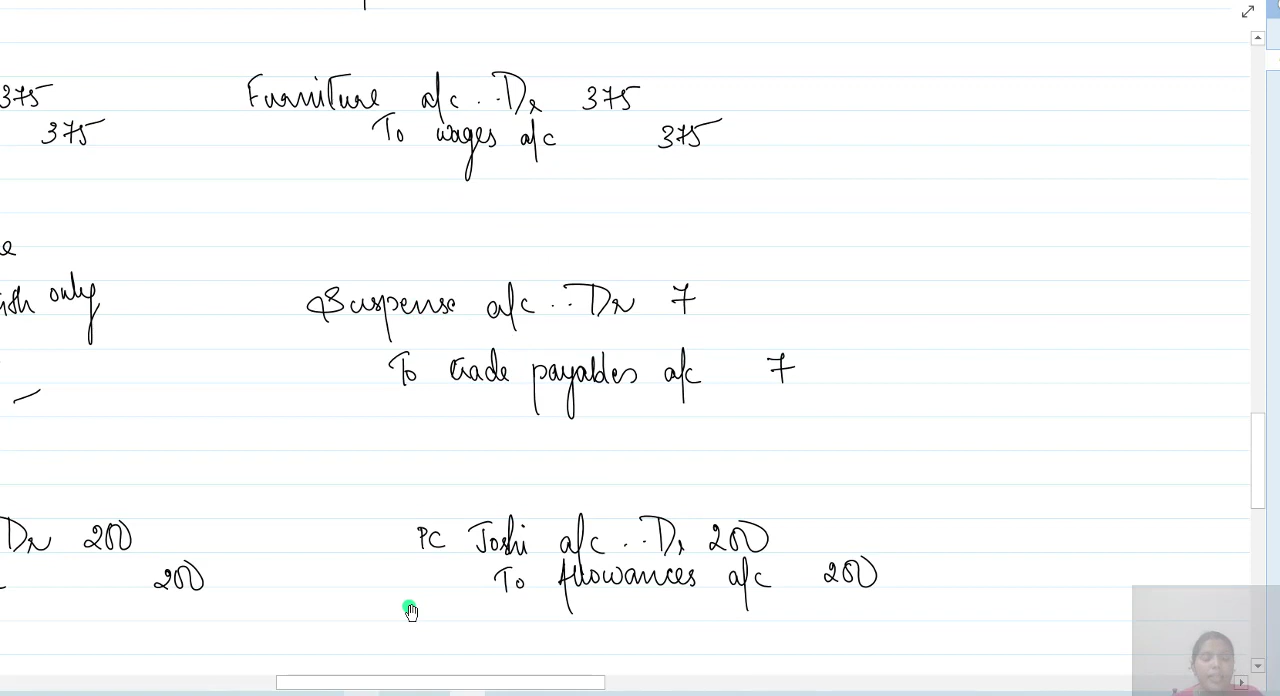 375 Furniture a/c ... Dr 375
375 To wages a/c 375
only Suspense a/c ... Dr 7
To trade payables a/c 7
Dr 200 PC Joshi a/c ... Dr 200
200 To Allowances a/c 200